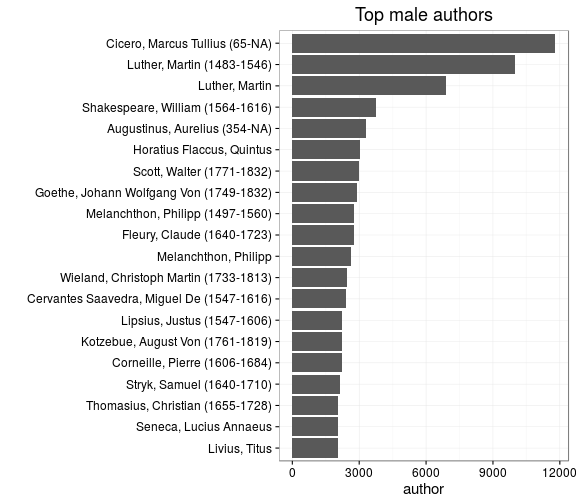 Top male authors
Cicero, Marcus Tullius (65-NA)
Luther, Martin (1483-1546)
Luther, Martin
Shakespeare, William (1564-1616)
Augustinus, Aurelius (354-NA)
Horatius Flaccus, Quintus
Scott, Walter (1771-1832)
Goethe, Johann Wolfgang Von (1749-1832)
Melanchthon, Philipp (1497-1560)
Fleury, Claude (1640-1723)
Melanchthon, Philipp
Wieland, Christoph Martin (1733-1813)
Cervantes Saavedra, Miguel De (1547-1616)
Lipsius, Justus (1547-1606)
Kotzebue, August Von (1761-1819)
Corneille, Pierre (1606-1684)
Stryk, Samuel (1640-1710)
Thomasius, Christian (1655-1728)
Seneca, Lucius Annaeus
Livius, Titus
0 3000 6000 9000 12000
author